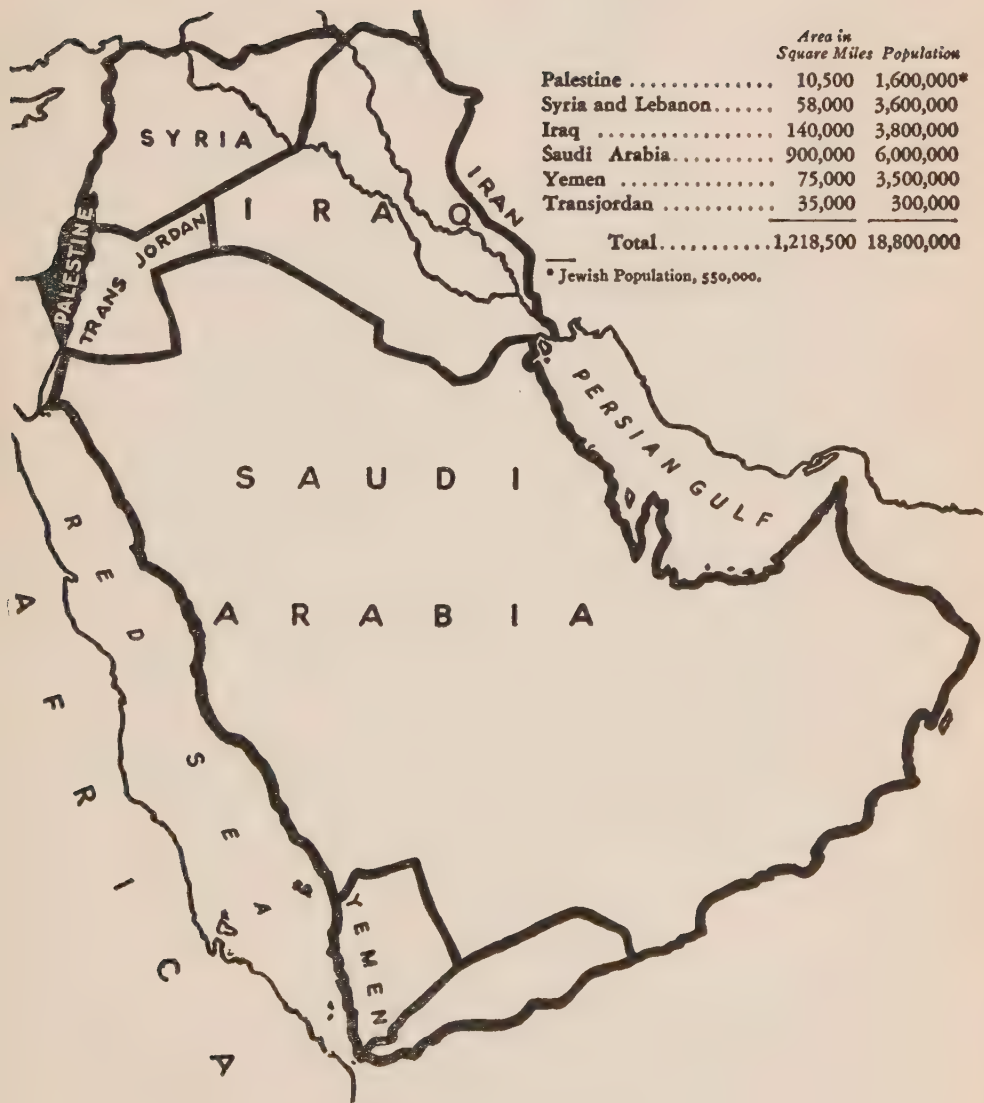 Area in
Square Miles Population
Palestine .............. 10,500 1,600,000*
Syria and Lebanon...... 58,000 3,600,000
Iraq ................. 140,000 3,800,000
Saudi Arabia.......... 900,000 6,000,000
Yemen ............... 75,000 3,500,000
Transjordan ........... 35,000 300,000
Total..........1,218,500 18,800,000
* Jewish Population, 550,000.
SYRIA
IRAN
IRAQ
PALESTINE
TRANS JORDAN
PERSIAN GULF
SAUDI
ARABIA
RED SEA
AFRICA
YEMEN